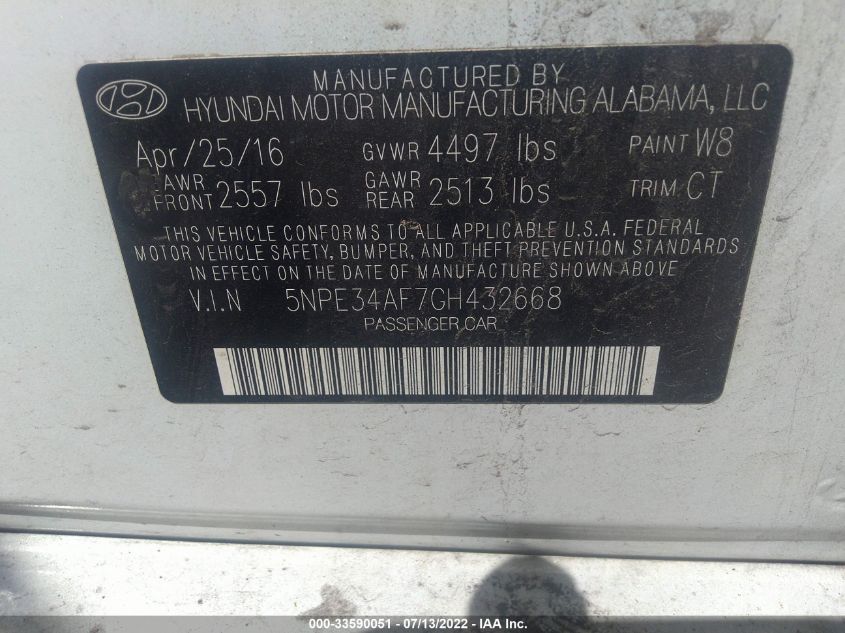 MANUFACTURED BY
HYUNDAI MOTOR MANUFACTURING ALABAMA, LLC
Apr/25/16 GVWR 4497 lbs PAINT W8
GAWR FRONT 2557 lbs GAWR REAR 2513 lbs TRIM CT
THIS VEHICLE CONFORMS TO ALL APPLICABLE U.S.A. FEDERAL
MOTOR VEHICLE SAFETY, BUMPER, AND THEFT PREVENTION STANDARDS
IN EFFECT ON THE DATE OF MANUFACTURE SHOWN ABOVE.
V.I.N 5NPE34AF7GH432668
PASSENGER CAR
000-33590051 - 07/13/2022 - IAA Inc.